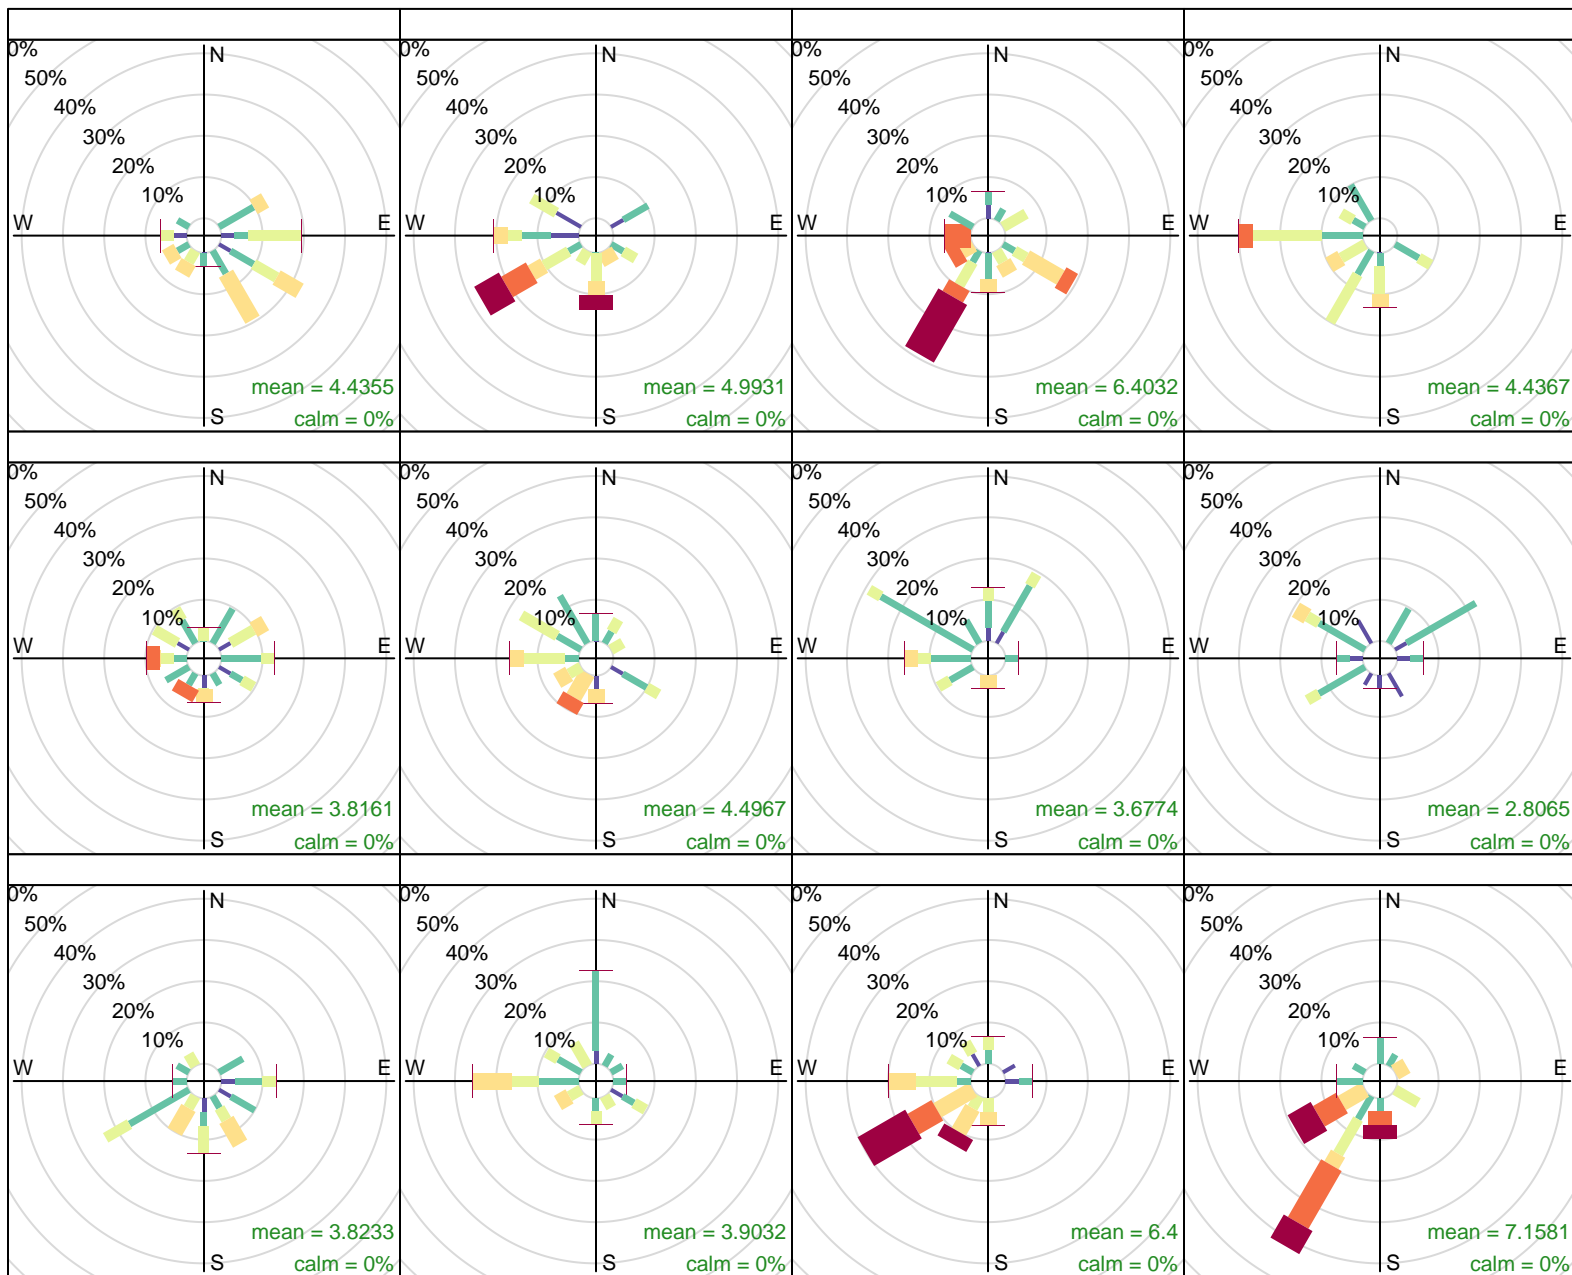 0%
N
50%
40%
30%
20%
10%
W
E
mean = 4.4355
S
calm = 0%
0%
N
50%
40%
30%
20%
10%
W
E
mean = 4.9931
S
calm = 0%
0%
N
50%
40%
30%
20%
10%
W
E
mean = 6.4032
S
calm = 0%
0%
N
50%
40%
30%
20%
10%
W
E
mean = 4.4367
S
calm = 0%
0%
N
50%
40%
30%
20%
10%
W
E
mean = 3.8161
S
calm = 0%
0%
N
50%
40%
30%
20%
10%
W
E
mean = 4.4967
S
calm = 0%
0%
N
50%
40%
30%
20%
10%
W
E
mean = 3.6774
S
calm = 0%
0%
N
50%
40%
30%
20%
10%
W
E
mean = 2.8065
S
calm = 0%
0%
N
50%
40%
30%
20%
10%
W
E
mean = 3.8233
S
calm = 0%
0%
N
50%
40%
30%
20%
10%
W
E
mean = 3.9032
S
calm = 0%
0%
N
50%
40%
30%
20%
10%
W
E
mean = 6.4
S
calm = 0%
0%
N
50%
40%
30%
20%
10%
W
E
mean = 7.1581
S
calm = 0%